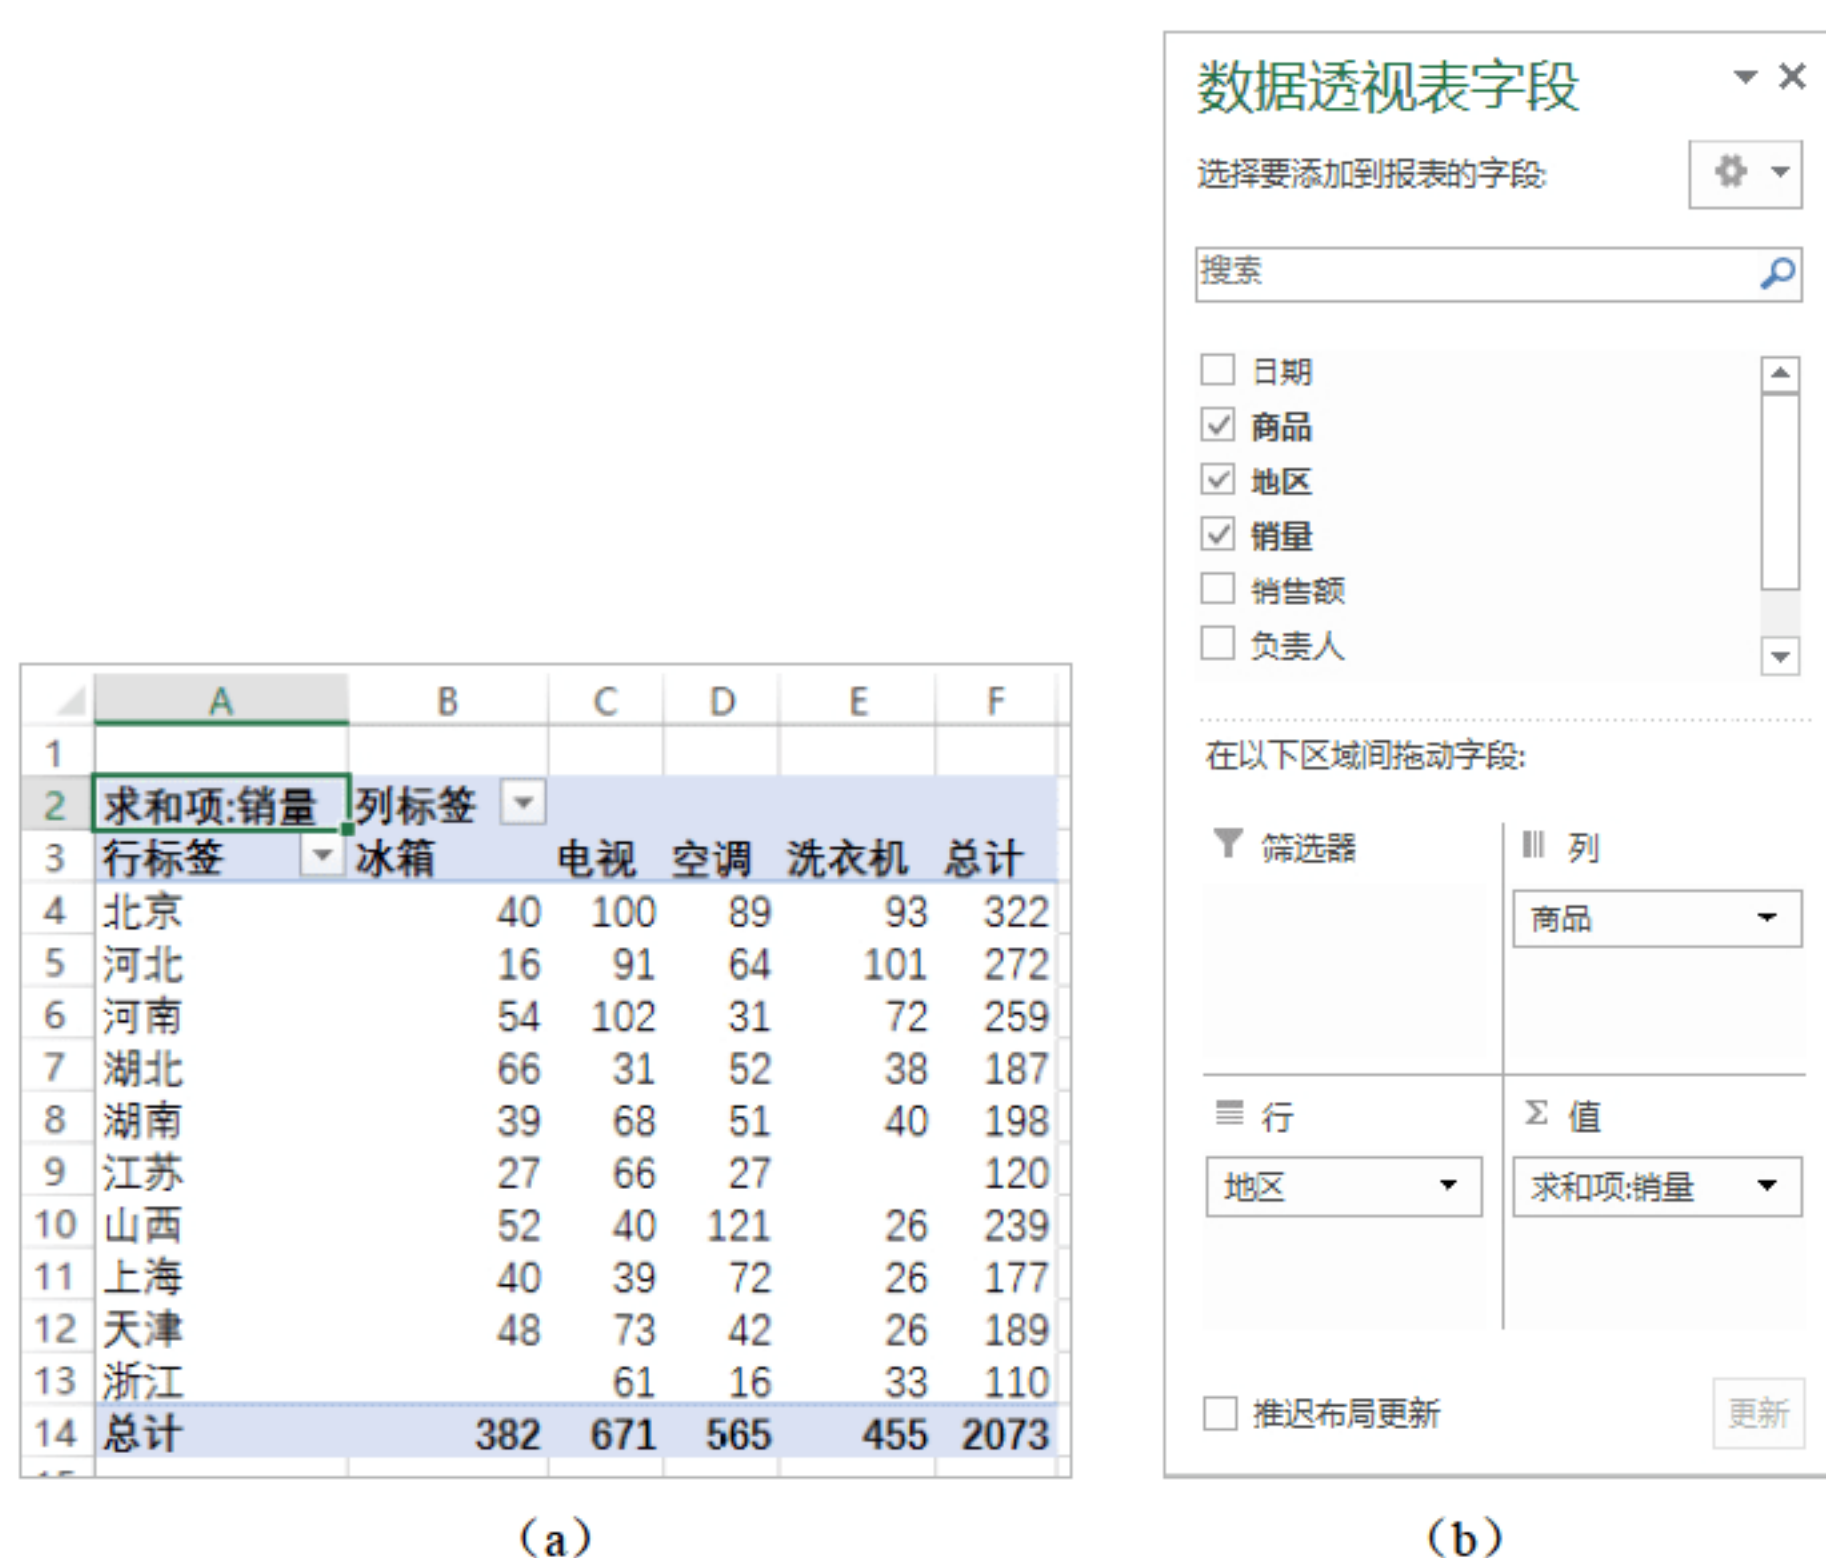 A B C D E F
1
2 求和项:销量 列标签
3 行标签 冰箱 电视 空调 洗衣机 总计
4 北京 40 100 89 93 322
5 河北 16 91 64 101 272
6 河南 54 102 31 72 259
7 湖北 66 31 52 38 187
8 湖南 39 68 51 40 198
9 江苏 27 66 27 120
10 山西 52 40 121 26 239
11 上海 40 39 72 26 177
12 天津 48 73 42 26 189
13 浙江 61 16 33 110
14 总计 382 671 565 455 2073
(a)
数据透视表字段
选择要添加到报表的字段:
搜索
日期
商品
地区
销量
销售额
负责人
在以下区域间拖动字段:
筛选器
列
商品
行
Σ 值
地区
求和项:销量
推迟布局更新
更新
(b)